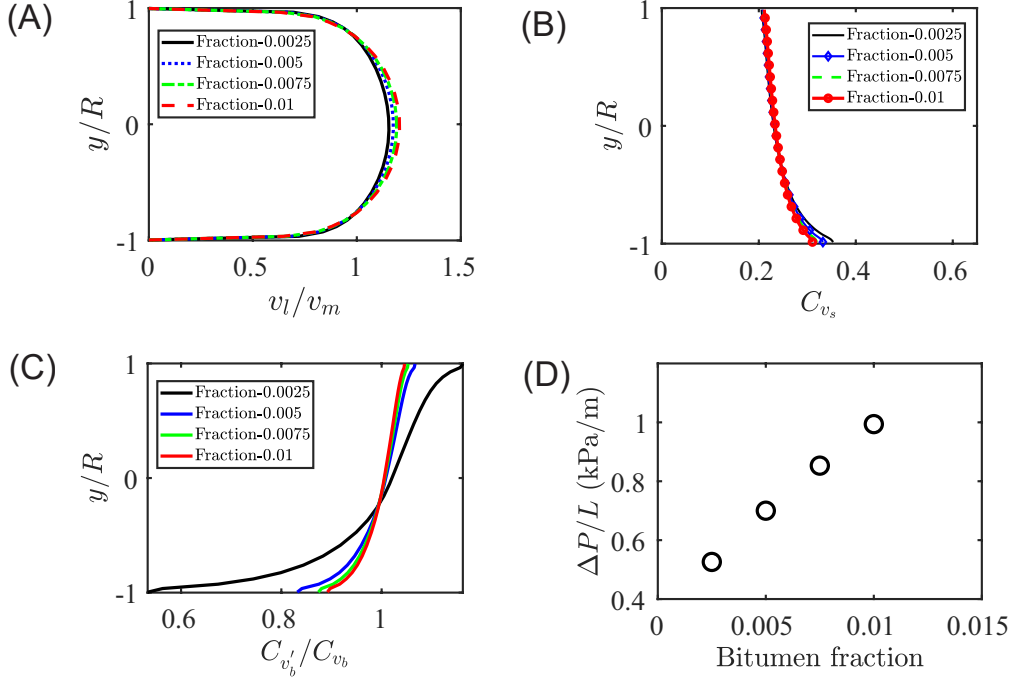 (A)
1
0
-1
y/R
0
0.5
1
1.5
v_l/v_m
Fraction-0.0025
Fraction-0.005
Fraction-0.0075
Fraction-0.01
(B)
1
0
-1
y/R
0
0.2
0.4
0.6
C_{v_s}
Fraction-0.0025
Fraction-0.005
Fraction-0.0075
Fraction-0.01
(C)
1
0
-1
y/R
0.6
0.8
1
C_{v_b'}/C_{v_b}
Fraction-0.0025
Fraction-0.005
Fraction-0.0075
Fraction-0.01
(D)
1
0.8
0.6
0.4
ΔP/L (kPa/m)
0
0.005
0.01
0.015
Bitumen fraction